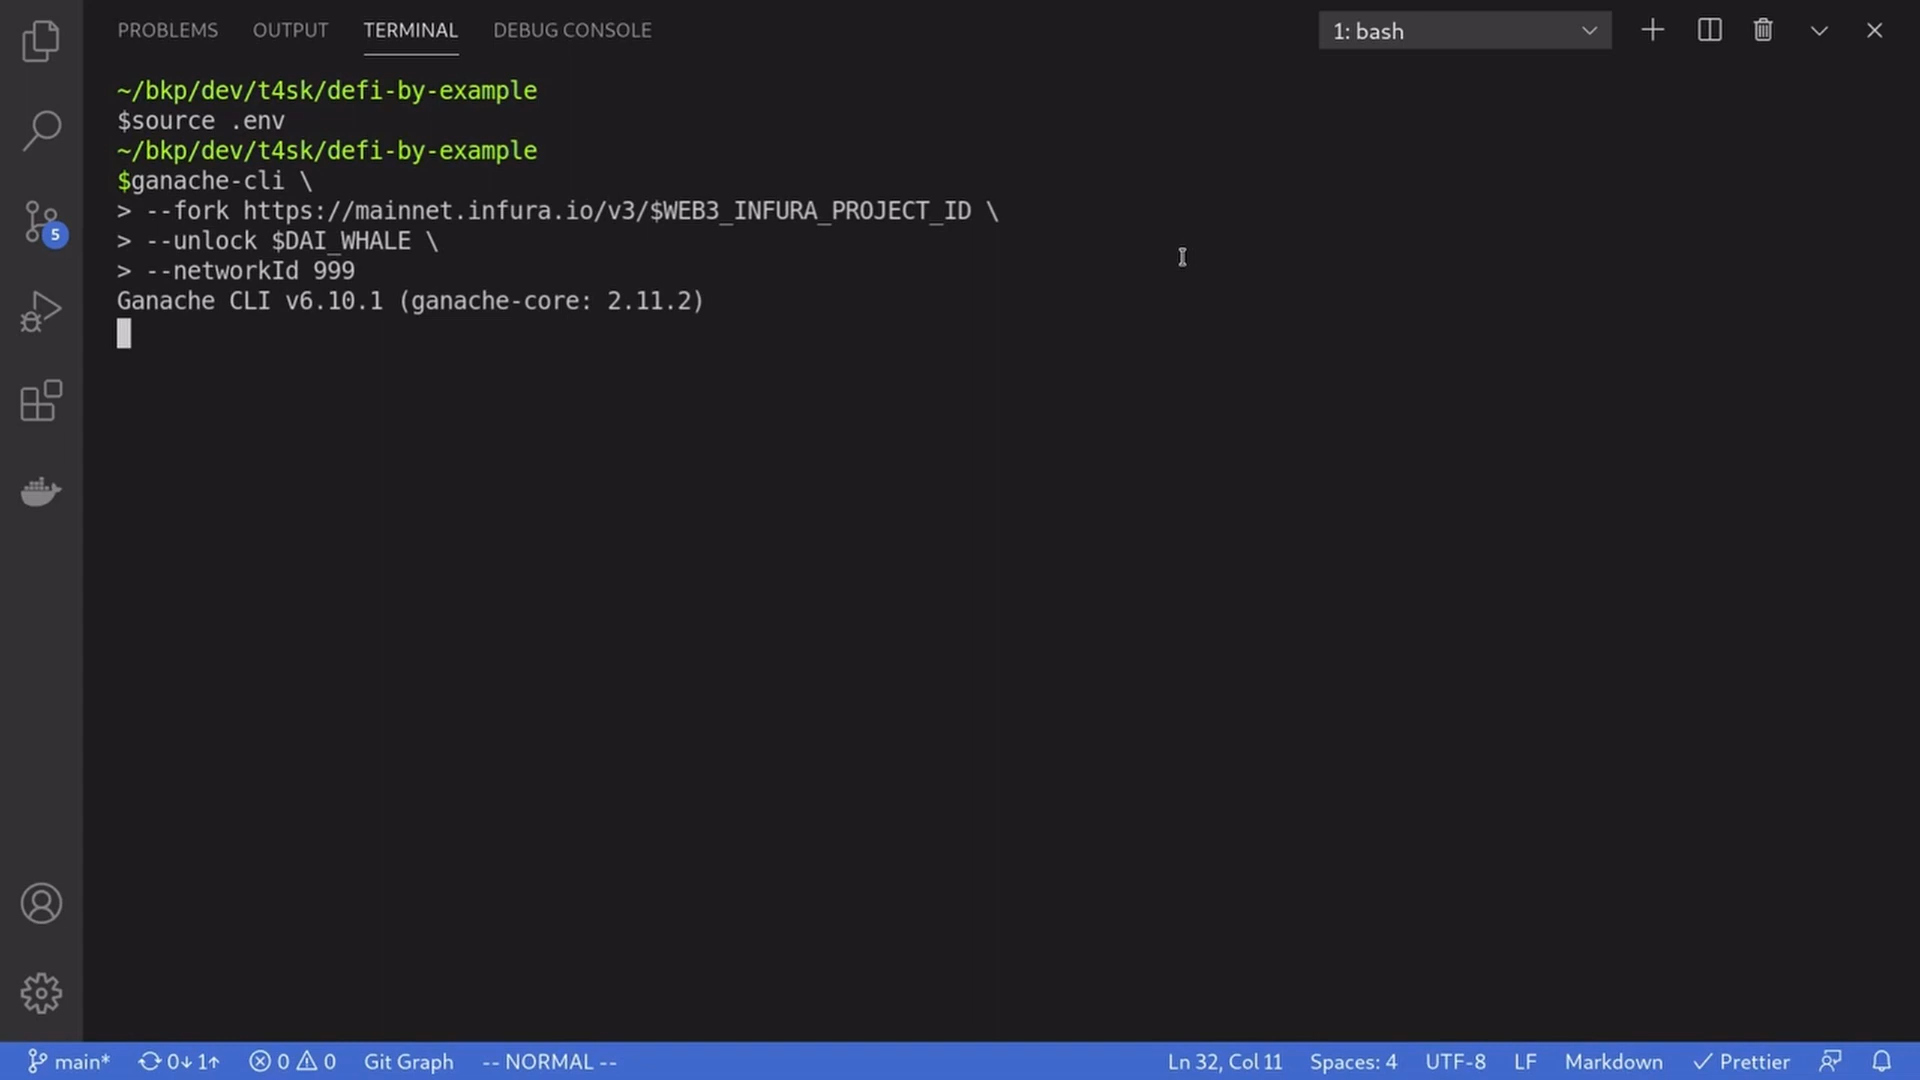 PROBLEMS OUTPUT TERMINAL DEBUG CONSOLE 1: bash
~/bkp/dev/t4sk/defi-by-example
$source .env
~/bkp/dev/t4sk/defi-by-example
$ganache-cli \
> --fork https://mainnet.infura.io/v3/$WEB3_INFURA_PROJECT_ID \
> --unlock $DAI_WHALE \
> --networkId 999
Ganache CLI v6.10.1 (ganache-core: 2.11.2)
5
main* 0↓ 1↑ 0 0 Git Graph -- NORMAL -- Ln 32, Col 11 Spaces: 4 UTF-8 LF Markdown Prettier